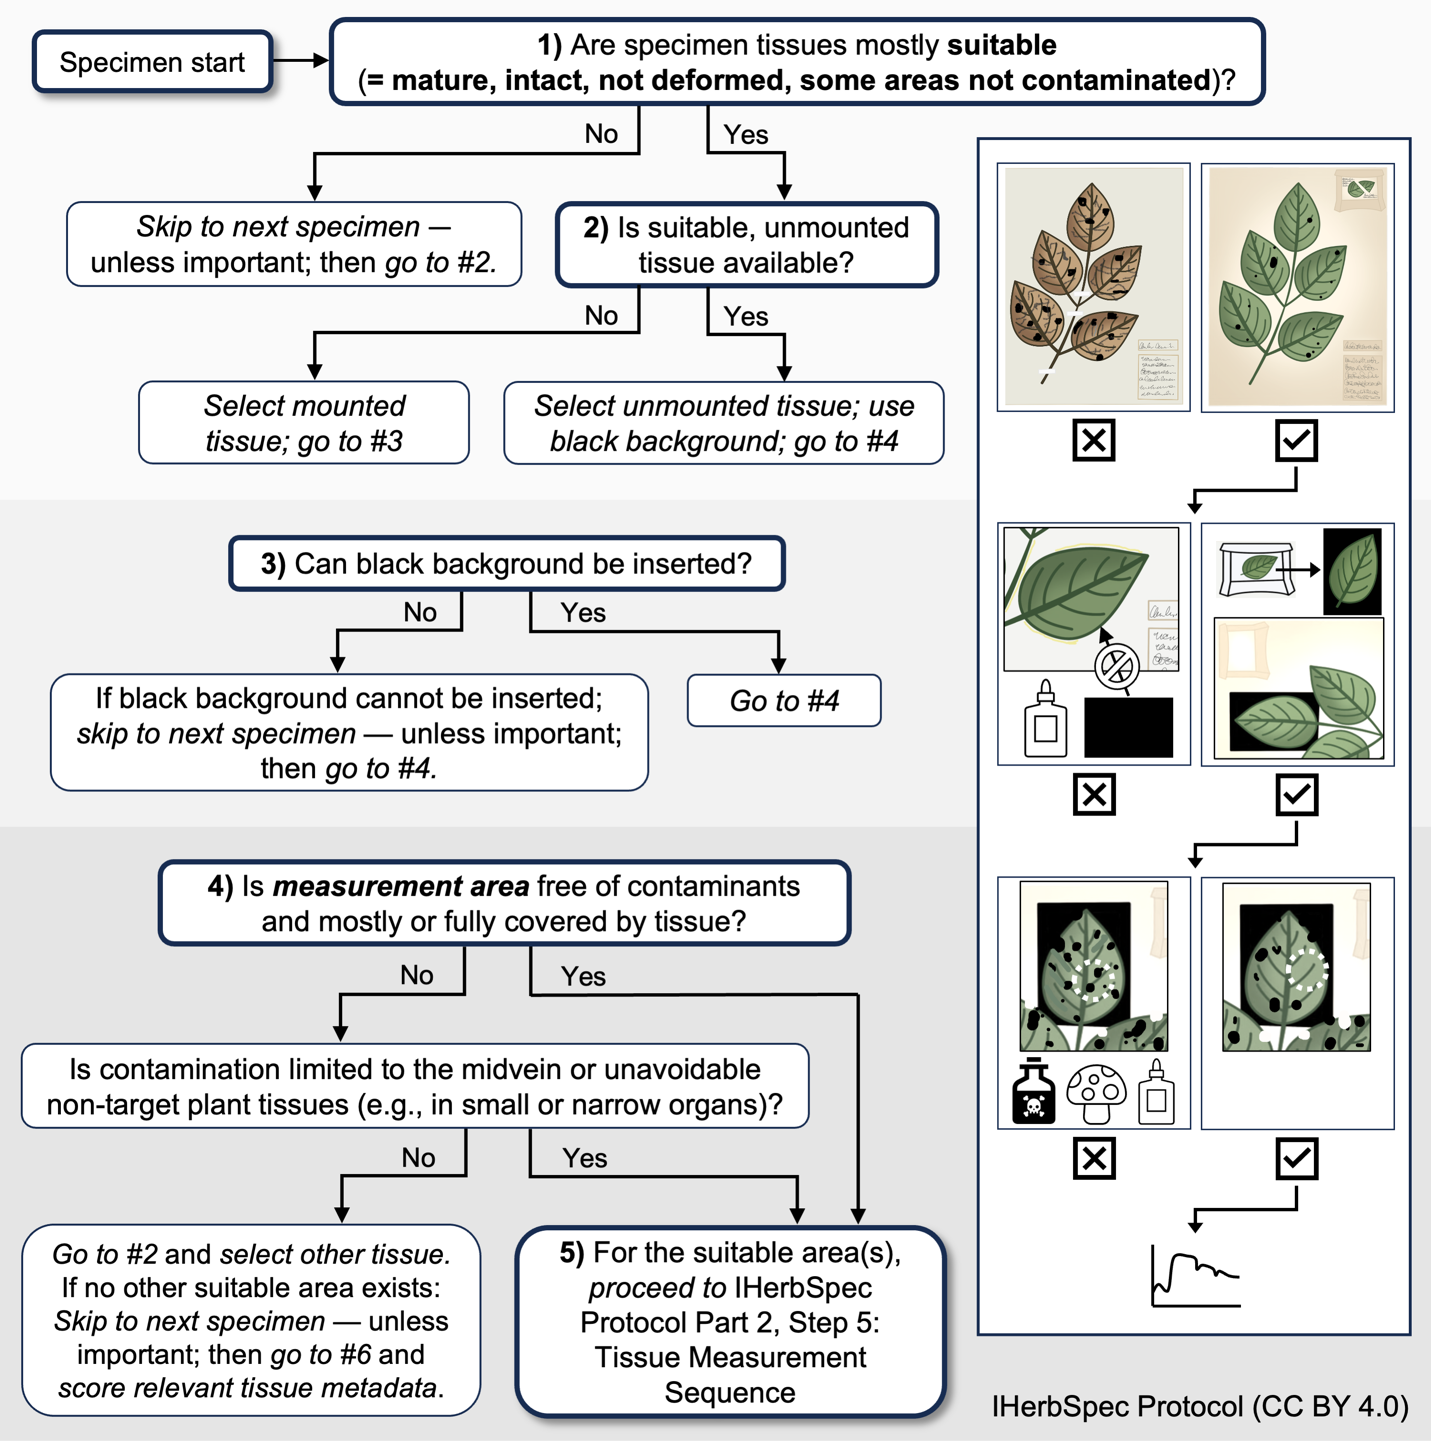 Specimen start
1) Are specimen tissues mostly suitable
(= mature, intact, not deformed, some areas not contaminated)?
No
Yes
Skip to next specimen —
unless important; then go to #2.
2) Is suitable, unmounted
tissue available?
No
Yes
Select mounted
tissue; go to #3
Select unmounted tissue; use
black background; go to #4
3) Can black background be inserted?
No
Yes
If black background cannot be inserted;
skip to next specimen — unless important;
then go to #4.
Go to #4
4) Is measurement area free of contaminants
and mostly or fully covered by tissue?
No
Yes
Is contamination limited to the midvein or unavoidable
non-target plant tissues (e.g., in small or narrow organs)?
No
Yes
Go to #2 and select other tissue.
If no other suitable area exists:
Skip to next specimen — unless
important; then go to #6 and
score relevant tissue metadata.
5) For the suitable area(s),
proceed to IHerbSpec
Protocol Part 2, Step 5:
Tissue Measurement
Sequence
IHerbSpec Protocol (CC BY 4.0)